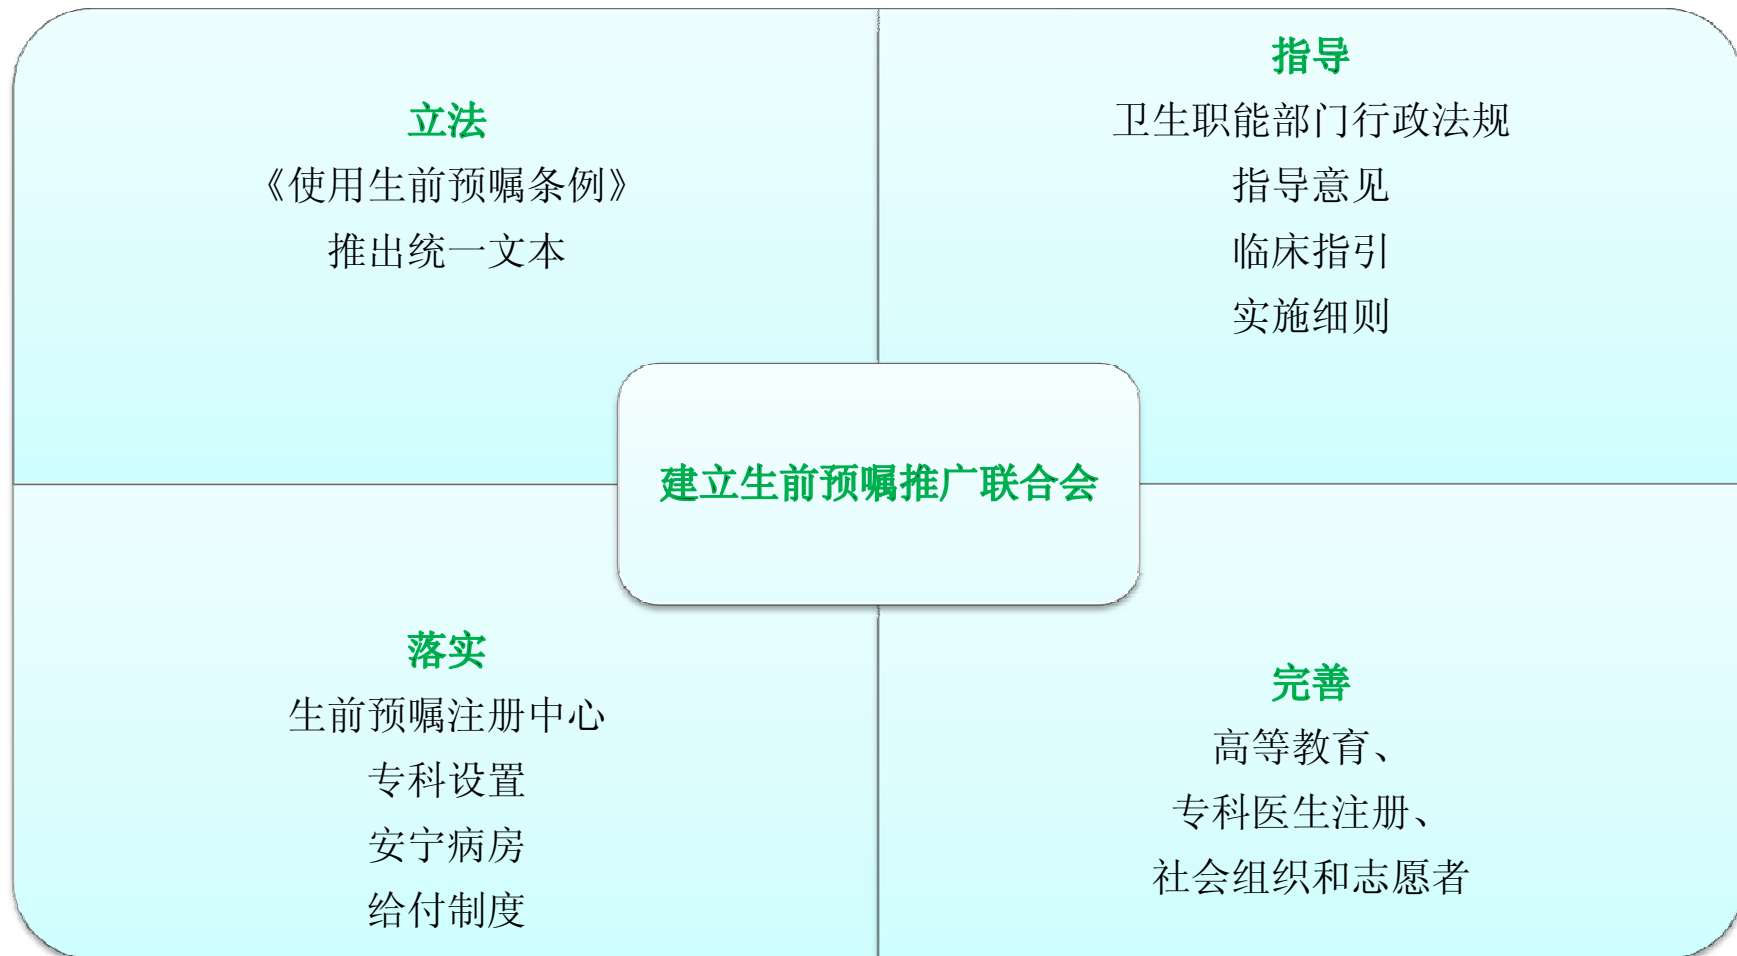 立法
《使用生前预嘱条例》
推出统一文本
指导
卫生职能部门行政法规
指导意见
临床指引
实施细则
建立生前预嘱推广联合会
落实
生前预嘱注册中心
专科设置
安宁病房
给付制度
完善
高等教育、
专科医生注册、
社会组织和志愿者